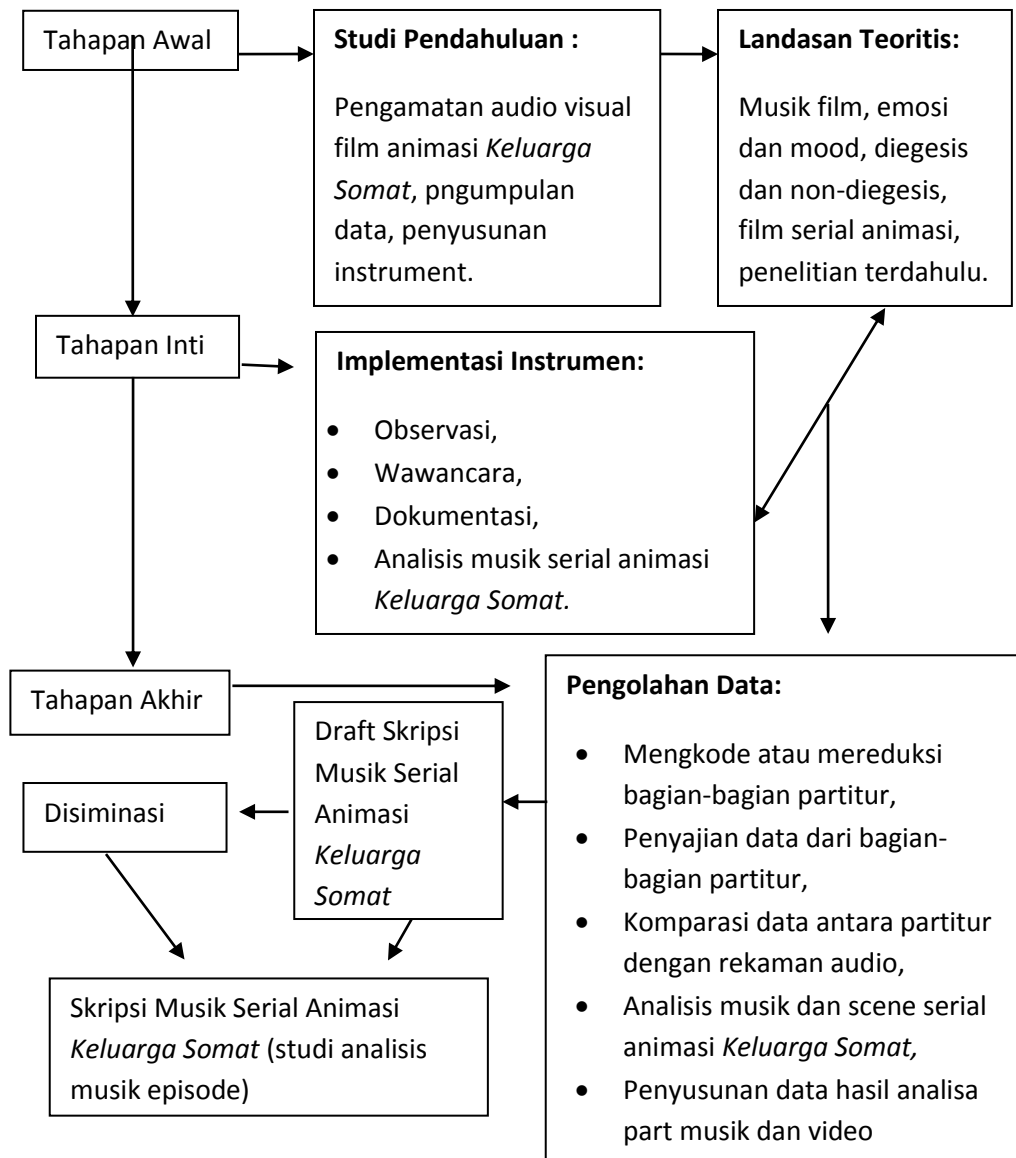 Tahapan Awal
Studi Pendahuluan :
Pengamatan audio visual
film animasi Keluarga
Somat, pngumpulan
data, penyusunan
instrument.
Landasan Teoritis:
Musik film, emosi
dan mood, diegesis
dan non-diegesis,
film serial animasi,
penelitian terdahulu.
Tahapan Inti
Implementasi Instrumen:
• Observasi,
• Wawancara,
• Dokumentasi,
• Analisis musik serial animasi
Keluarga Somat.
Tahapan Akhir
Pengolahan Data:
• Mengkode atau mereduksi
bagian-bagian partitur,
• Penyajian data dari bagian-
bagian partitur,
• Komparasi data antara partitur
dengan rekaman audio,
• Analisis musik dan scene serial
animasi Keluarga Somat,
• Penyusunan data hasil analisa
part musik dan video
Draft Skripsi
Musik Serial
Animasi
Keluarga
Somat
Disiminasi
Skripsi Musik Serial Animasi
Keluarga Somat (studi analisis
musik episode)